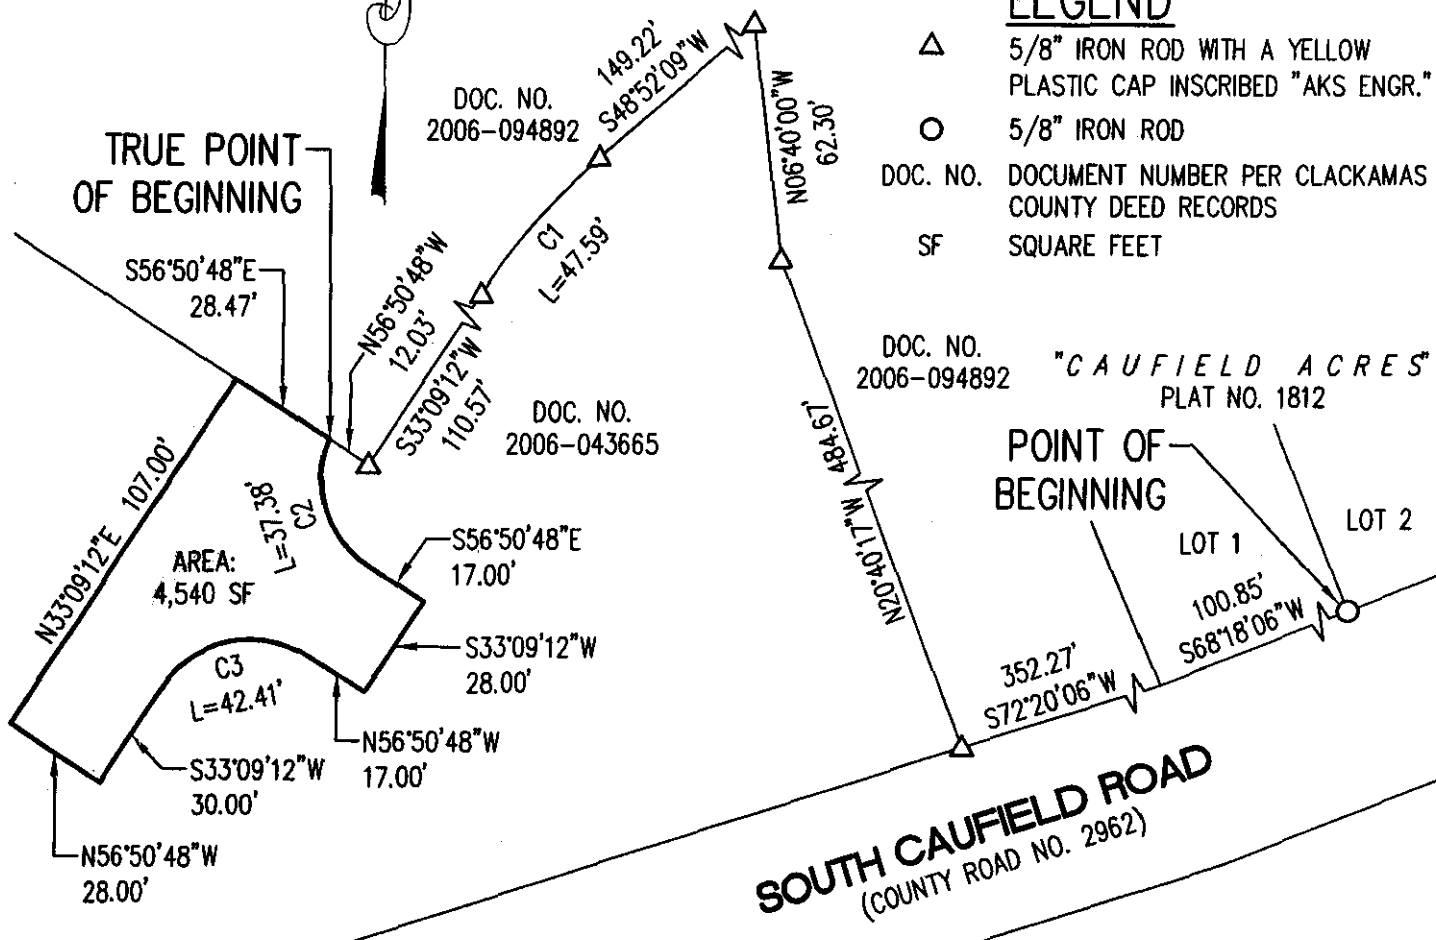 LEGEND
5/8" IRON ROD WITH A YELLOW
PLASTIC CAP INSCRIBED "AKS ENGR."
5/8" IRON ROD
DOC. NO. DOCUMENT NUMBER PER CLACKAMAS
COUNTY DEED RECORDS
SF SQUARE FEET
149.22'
S48°52'09"W
DOC. NO.
2006-094892
N06°40'00"W
62.30'
TRUE POINT
OF BEGINNING
C1
L=47.59'
S56°50'48"E
28.47'
N56°50'48"W
12.03'
S33°09'12"W
110.57'
DOC. NO.
2006-043665
DOC. NO.
2006-094892
"CAUFIELD ACRES"
PLAT NO. 1812
N20°40'17"W 484.67'
POINT OF
BEGINNING
LOT 1
LOT 2
N33°09'12"E 107.00'
AREA:
4,540 SF
C2
L=37.38'
S56°50'48"E
17.00'
100.85'
S68°18'06"W
S33°09'12"W
28.00'
352.27'
S72°20'06"W
C3
L=42.41'
N56°50'48"W
17.00'
S33°09'12"W
30.00'
N56°50'48"W
28.00'
SOUTH CAUFIELD ROAD
(COUNTY ROAD NO. 2962)